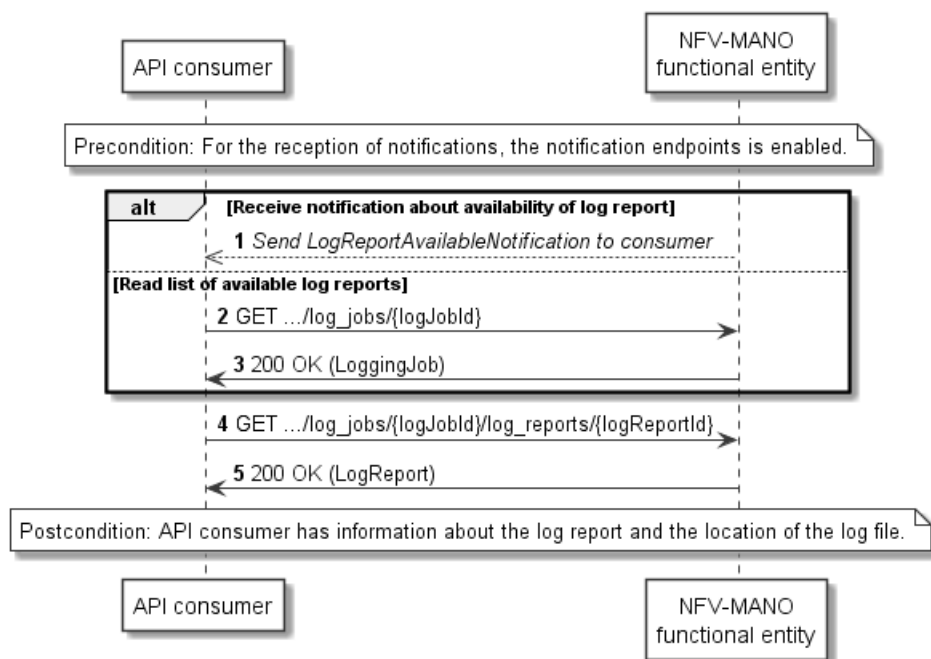 API consumer
NFV-MANO
functional entity
Precondition: For the reception of notifications, the notification endpoints is enabled.
alt
[Receive notification about availability of log report]
1 Send LogReportAvailableNotification to consumer
[Read list of available log reports]
2 GET .../log_jobs/{logJobId}
3 200 OK (LoggingJob)
4 GET .../log_jobs/{logJobId}/log_reports/{logReportId}
5 200 OK (LogReport)
Postcondition: API consumer has information about the log report and the location of the log file.
API consumer
NFV-MANO
functional entity